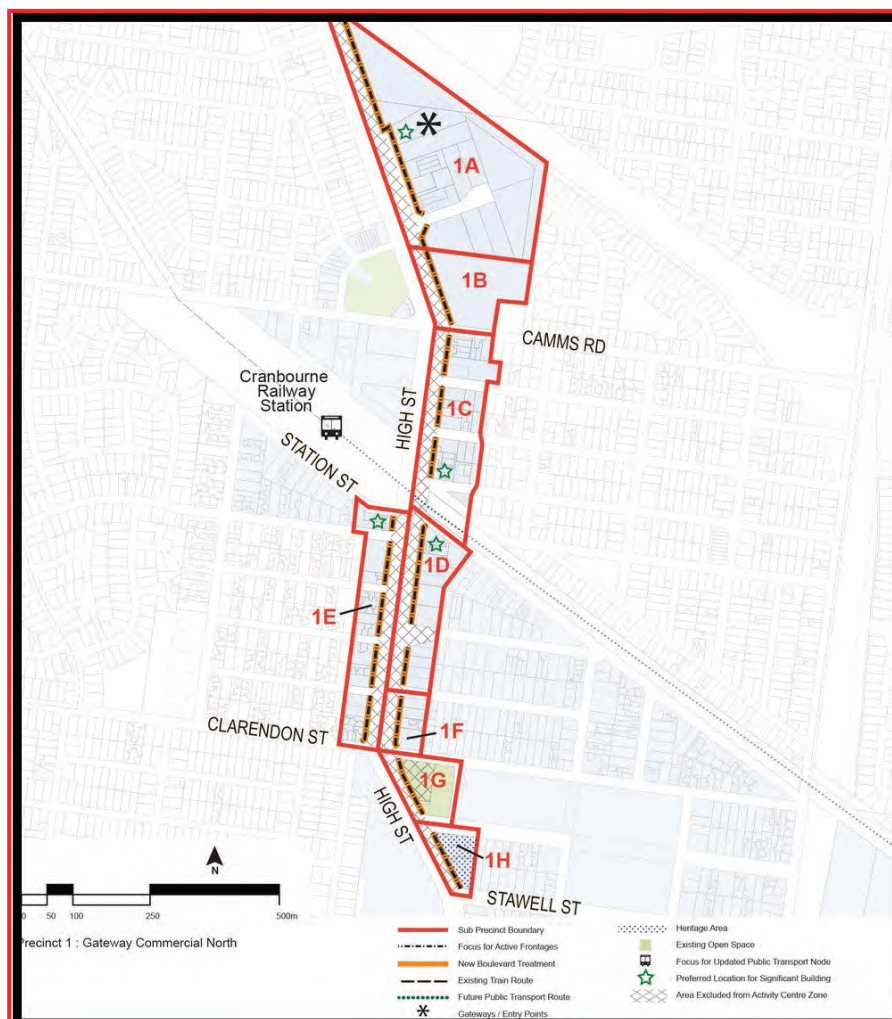 1A
1B
CAMMS RD
Cranbourne
Railway
Station
HIGH ST
1C
STATION ST
1D
1E
CLARENDON ST
1F
1G
HIGH ST
1H
STAWELL ST
N
0 50 100 250 500m
recinct 1 : Gateway Commercial North
Sub Precinct Boundary
Focus for Active Frontages
New Boulevard Treatment
Existing Train Route
Future Public Transport Route
Gateways / Entry Points
Heritage Area
Existing Open Space
Focus for Updated Public Transport Node
Preferred Location for Significant Building
Area Excluded from Activity Centre Zone